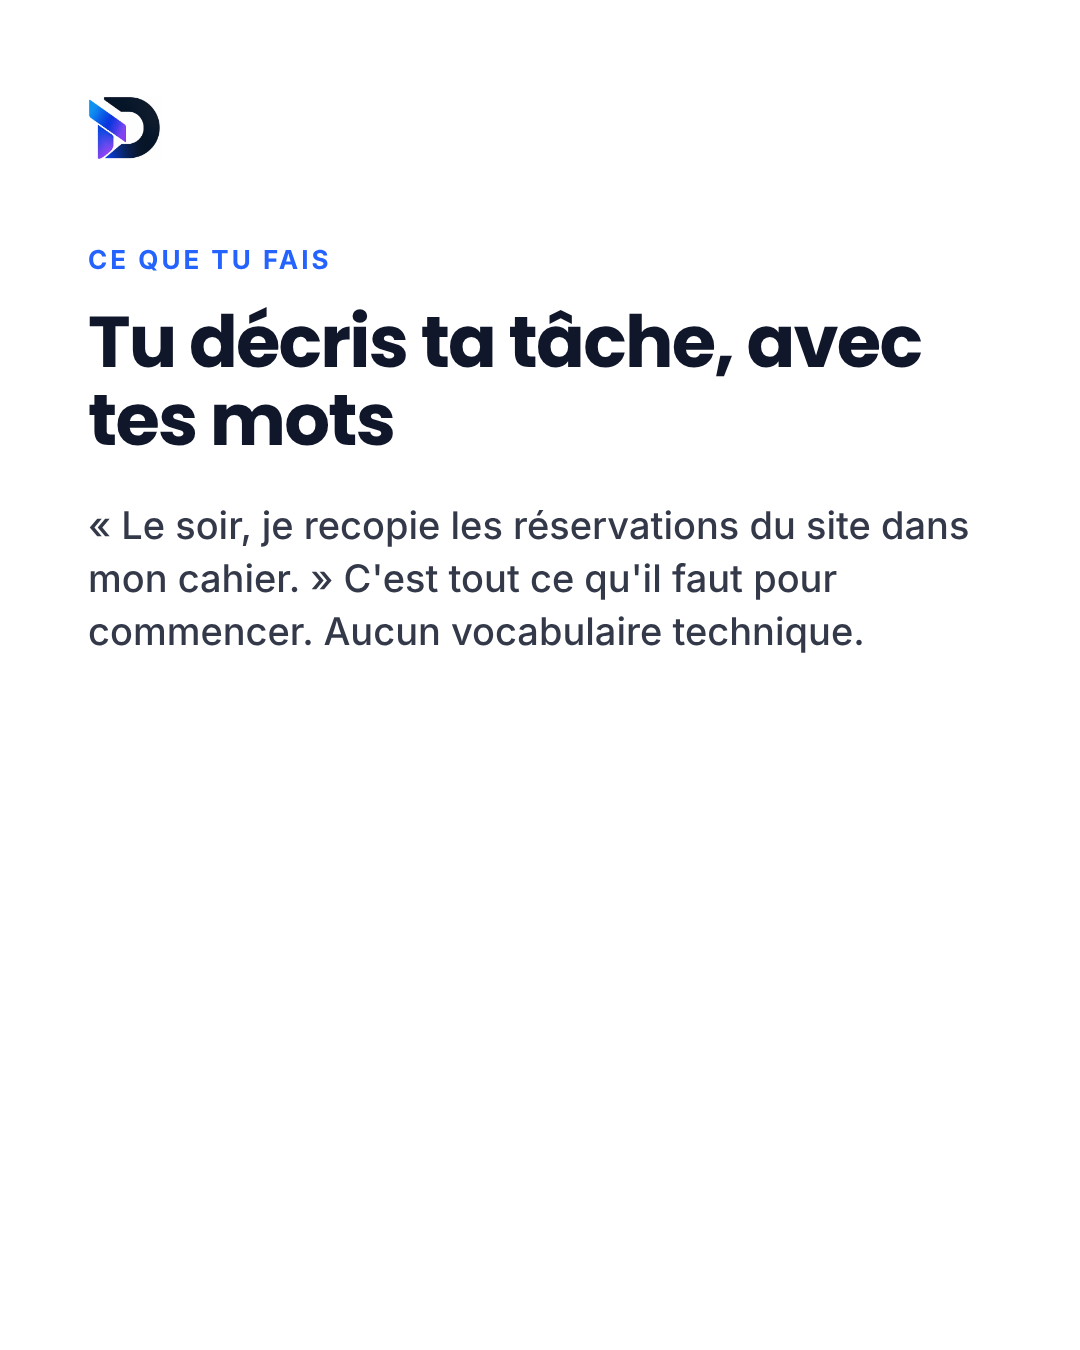 CE QUE TU FAIS
Tu décris ta tâche, avec
tes mots
« Le soir, je recopie les réservations du site dans
mon cahier. » C'est tout ce qu'il faut pour
commencer. Aucun vocabulaire technique.